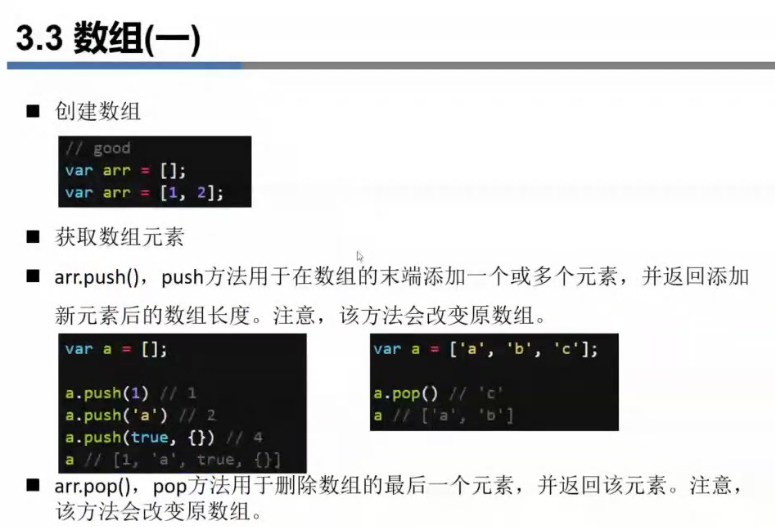 3.3 数组(一)
■ 创建数组
// good
var arr = [];
var arr = [1, 2];
■ 获取数组元素
■ arr.push()，push方法用于在数组的末端添加一个或多个元素，并返回添加
新元素后的数组长度。注意，该方法会改变原数组。
var a = [];
a.push(1) // 1
a.push('a') // 2
a.push(true, {}) // 4
a // [1, 'a', true, {}]
var a = ['a', 'b', 'c'];
a.pop() // 'c'
a // ['a', 'b']
■ arr.pop()，pop方法用于删除数组的最后一个元素，并返回该元素。注意，
该方法会改变原数组。